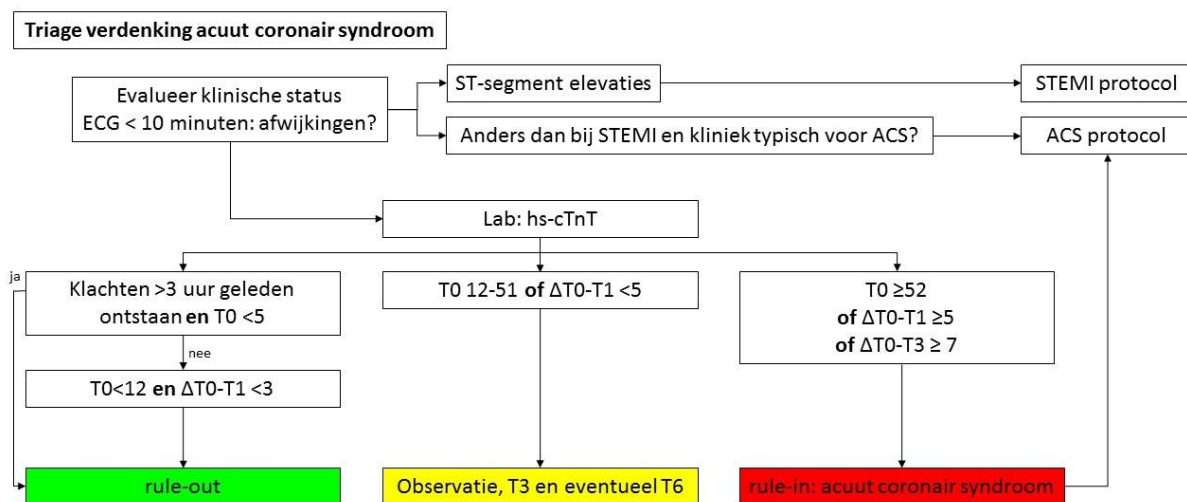 Triage verdenking acuut coronair syndroom
Evalueer klinische status
ECG < 10 minuten: afwijkingen?
ST-segment elevaties
STEMI protocol
Anders dan bij STEMI en kliniek typisch voor ACS?
ACS protocol
Lab: hs-cTnT
ja
Klachten >3 uur geleden
ontstaan en T0 <5
nee
T0<12 en ΔT0-T1 <3
T0 12-51 of ΔT0-T1 <5
T0 ≥52
of ΔT0-T1 ≥5
of ΔT0-T3 ≥ 7
rule-out
Observatie, T3 en eventueel T6
rule-in: acuut coronair syndroom